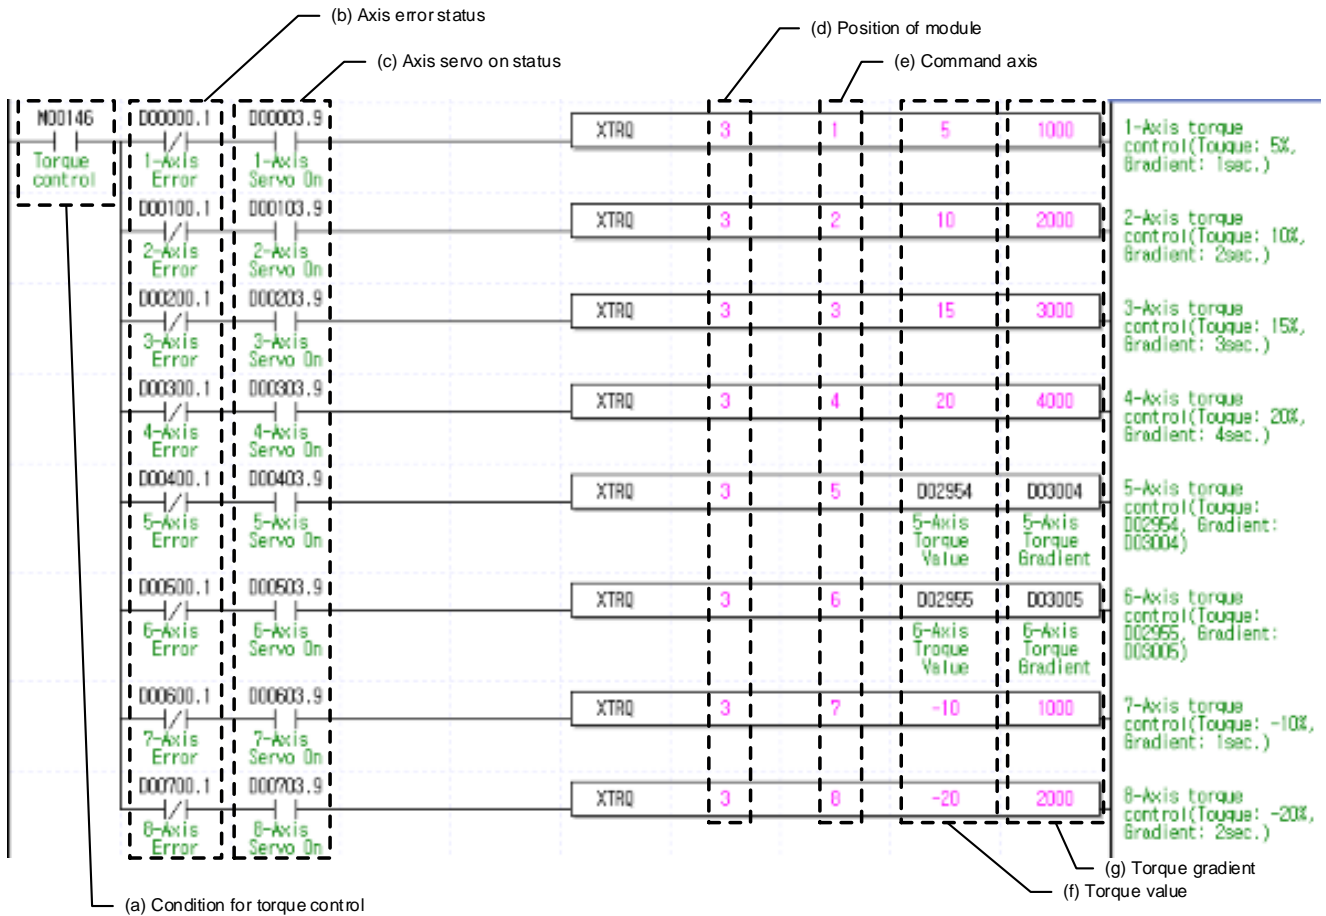 (b) Axis error status
(c) Axis servo on status
(d) Position of module
(e) Command axis
M00146
Torque
control
D00000.1
1-Axis
Error
D00003.9
1-Axis
Servo On
XTRQ 3 1 5 1000
1-Axis torque
control(Touque: 5%,
Gradient: 1sec.)
D00100.1
2-Axis
Error
D00103.9
2-Axis
Servo On
XTRQ 3 2 10 2000
2-Axis torque
control(Touque: 10%,
Gradient: 2sec.)
D00200.1
3-Axis
Error
D00203.9
3-Axis
Servo On
XTRQ 3 3 15 3000
3-Axis torque
control(Touque: 15%,
Gradient: 3sec.)
D00300.1
4-Axis
Error
D00303.9
4-Axis
Servo On
XTRQ 3 4 20 4000
4-Axis torque
control(Touque: 20%,
Gradient: 4sec.)
D00400.1
5-Axis
Error
D00403.9
5-Axis
Servo On
XTRQ 3 5 D02954 D03004
5-Axis
Torque
Value
5-Axis
Torque
Gradient
5-Axis torque
control(Touque:
D02954, Gradient:
D03004)
D00500.1
6-Axis
Error
D00503.9
6-Axis
Servo On
XTRQ 3 6 D02955 D03005
6-Axis
Troque
Value
6-Axis
Torque
Gradient
6-Axis torque
control(Touque:
D02955, Gradient:
D03005)
D00600.1
7-Axis
Error
D00603.9
7-Axis
Servo On
XTRQ 3 7 -10 1000
7-Axis torque
control(Touque: -10%,
Gradient: 1sec.)
D00700.1
8-Axis
Error
D00703.9
8-Axis
Servo On
XTRQ 3 8 -20 2000
8-Axis torque
control(Touque: -20%,
Gradient: 2sec.)
(g) Torque gradient
(f) Torque value
(a) Condition for torque control